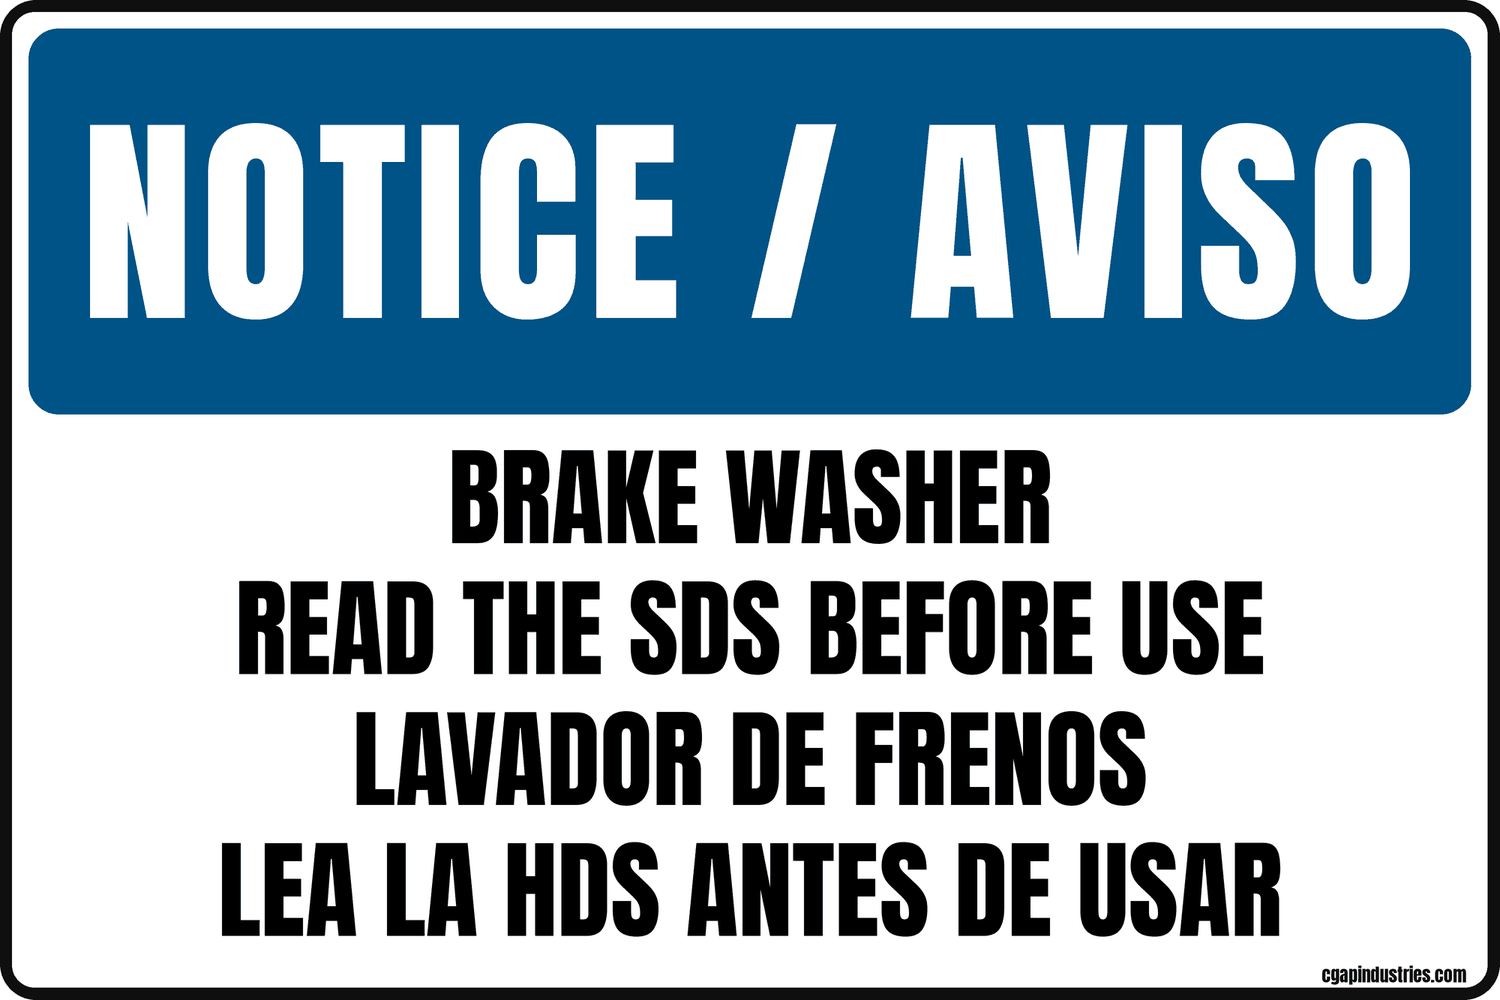 NOTICE / AVISO
BRAKE WASHER
READ THE SDS BEFORE USE
LAVADOR DE FRENOS
LEA LA HDS ANTES DE USAR
cgapindustries.com